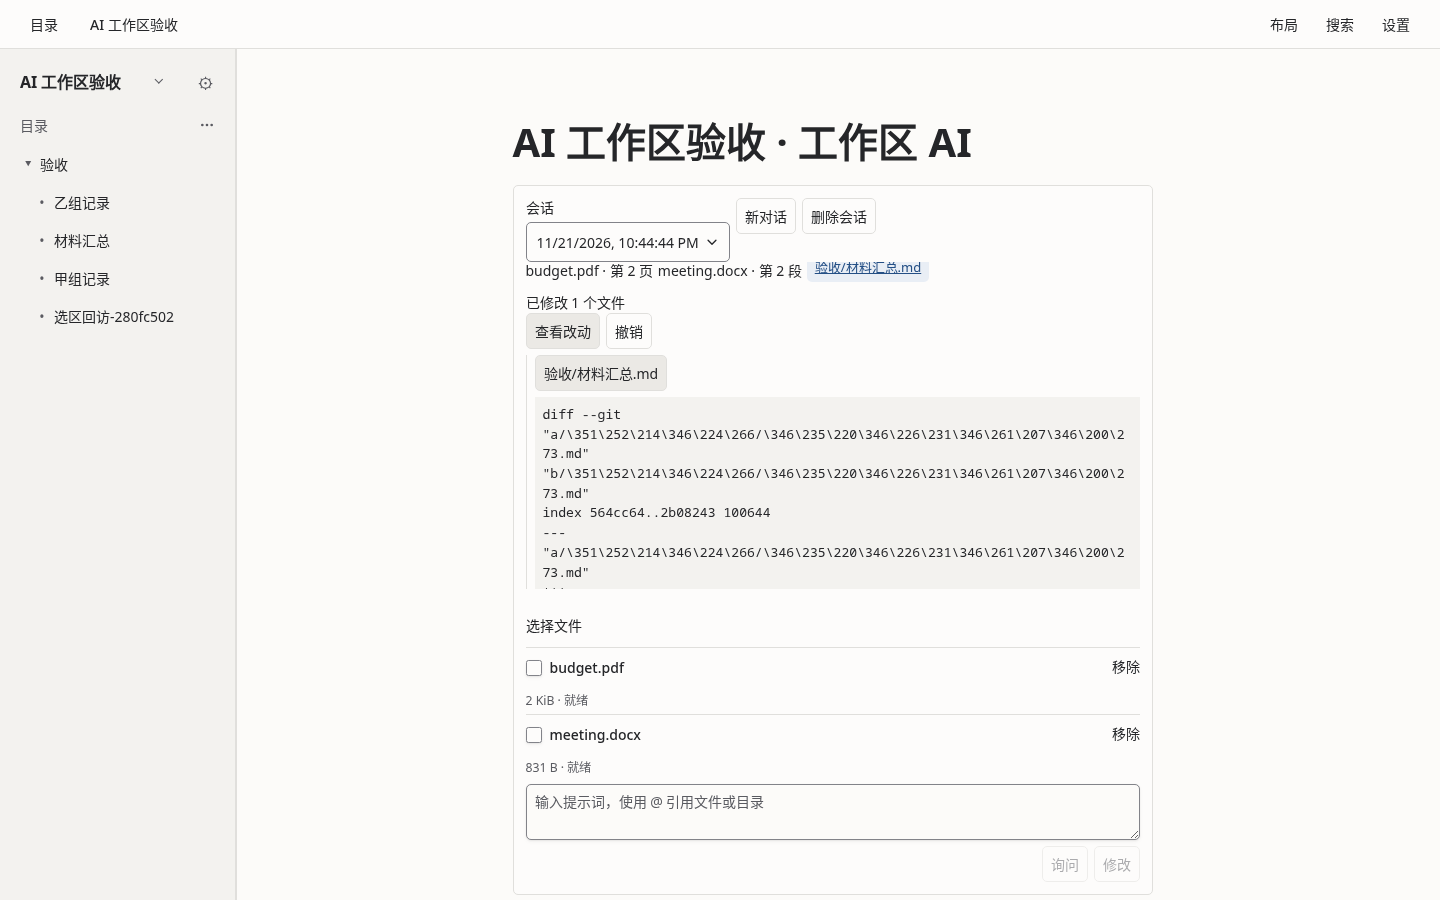 目录 AI 工作区验收 布局 搜索 设置
AI 工作区验收
目录
验收
乙组记录
材料汇总
甲组记录
选区回访-280fc502
AI 工作区验收 · 工作区 AI
会话
新对话 删除会话
11/21/2026, 10:44:44 PM
budget.pdf · 第 2 页 meeting.docx · 第 2 段 验收/材料汇总.md
已修改 1 个文件
查看改动 撤销
验收/材料汇总.md
diff --git
"a/\351\252\214\346\224\266/\346\235\220\346\226\231\346\261\207\346\200\2
73.md"
"b/\351\252\214\346\224\266/\346\235\220\346\226\231\346\261\207\346\200\2
73.md"
index 564cc64..2b08243 100644
---
"a/\351\252\214\346\224\266/\346\235\220\346\226\231\346\261\207\346\200\2
73.md"
选择文件
budget.pdf 移除
2 KiB · 就绪
meeting.docx 移除
831 B · 就绪
输入提示词，使用 @ 引用文件或目录
询问 修改